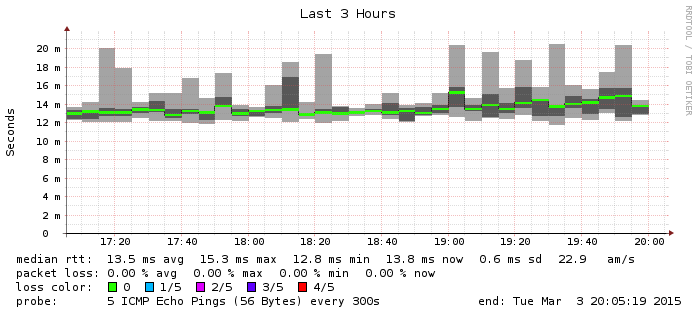 Last 3 Hours
RRDTOOL / TOBI OETIKER
Seconds
20 m
18 m
16 m
14 m
12 m
10 m
8 m
6 m
4 m
2 m
0
17:20 17:40 18:00 18:20 18:40 19:00 19:20 19:40 20:00
median rtt: 13.5 ms avg 15.3 ms max 12.8 ms min 13.8 ms now 0.6 ms sd 22.9 am/s
packet loss: 0.00 % avg 0.00 % max 0.00 % min 0.00 % now
loss color: 0 1/5 2/5 3/5 4/5
probe: 5 ICMP Echo Pings (56 Bytes) every 300s end: Tue Mar 3 20:05:19 2015